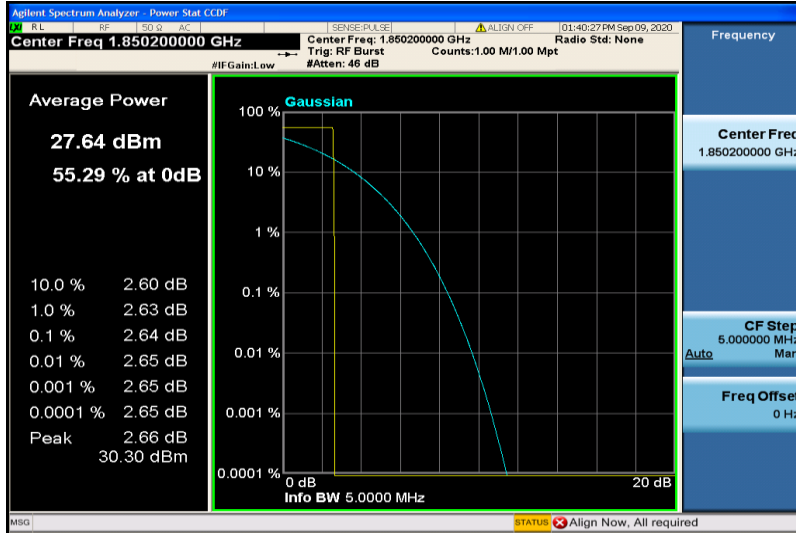 Agilent Spectrum Analyzer - Power Stat CCDF
LXI RL RF 50 Ω AC SENSE:PULSE ALIGN OFF 01:40:27 PM Sep 09, 2020
Center Freq 1.850200000 GHz
Center Freq: 1.850200000 GHz Radio Std: None
Trig: RF Burst Counts:1.00 M/1.00 Mpt
#IFGain:Low #Atten: 46 dB
Frequency
Average Power
27.64 dBm
55.29 % at 0dB
10.0 % 2.60 dB
1.0 % 2.63 dB
0.1 % 2.64 dB
0.01 % 2.65 dB
0.001 % 2.65 dB
0.0001 % 2.65 dB
Peak 2.66 dB
30.30 dBm
Gaussian
100 %
10 %
1 %
0.1 %
0.01 %
0.001 %
0.0001 %
0 dB 20 dB
Info BW 5.0000 MHz
Center Freq
1.850200000 GHz
CF Step
5.000000 MHz
Auto Man
Freq Offset
0 Hz
MSG STATUS Align Now, All required